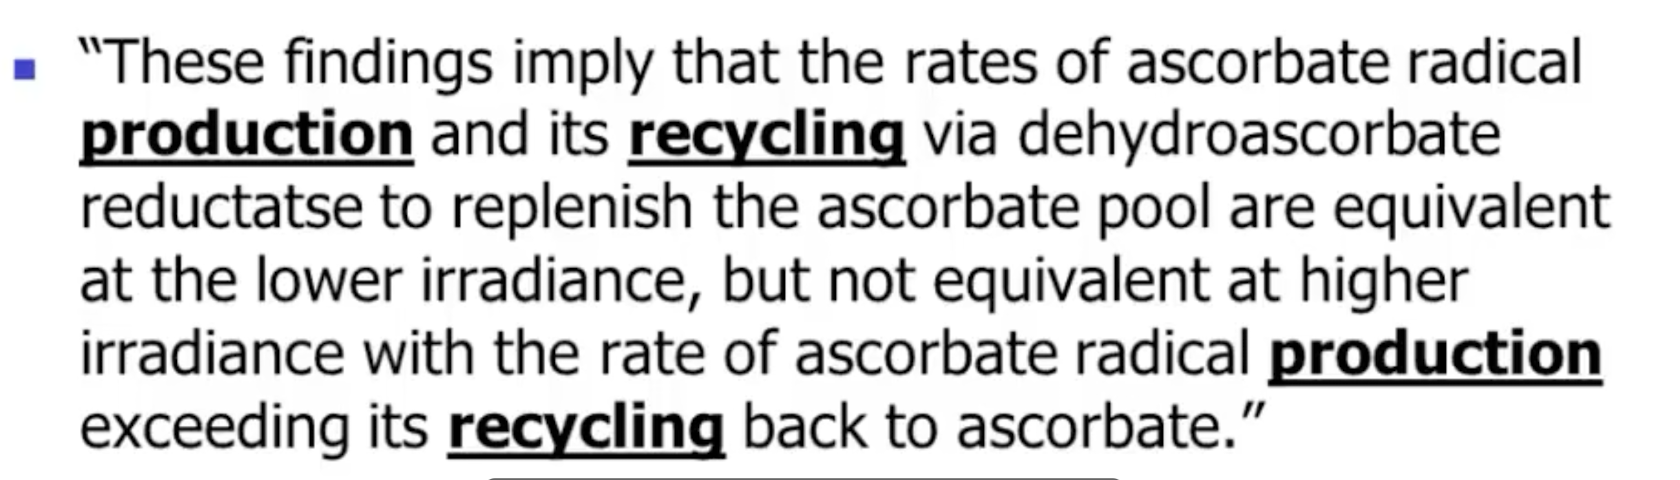 “These findings imply that the rates of ascorbate radical
production and its recycling via dehydroascorbate
reductatse to replenish the ascorbate pool are equivalent
at the lower irradiance, but not equivalent at higher
irradiance with the rate of ascorbate radical production
exceeding its recycling back to ascorbate.”